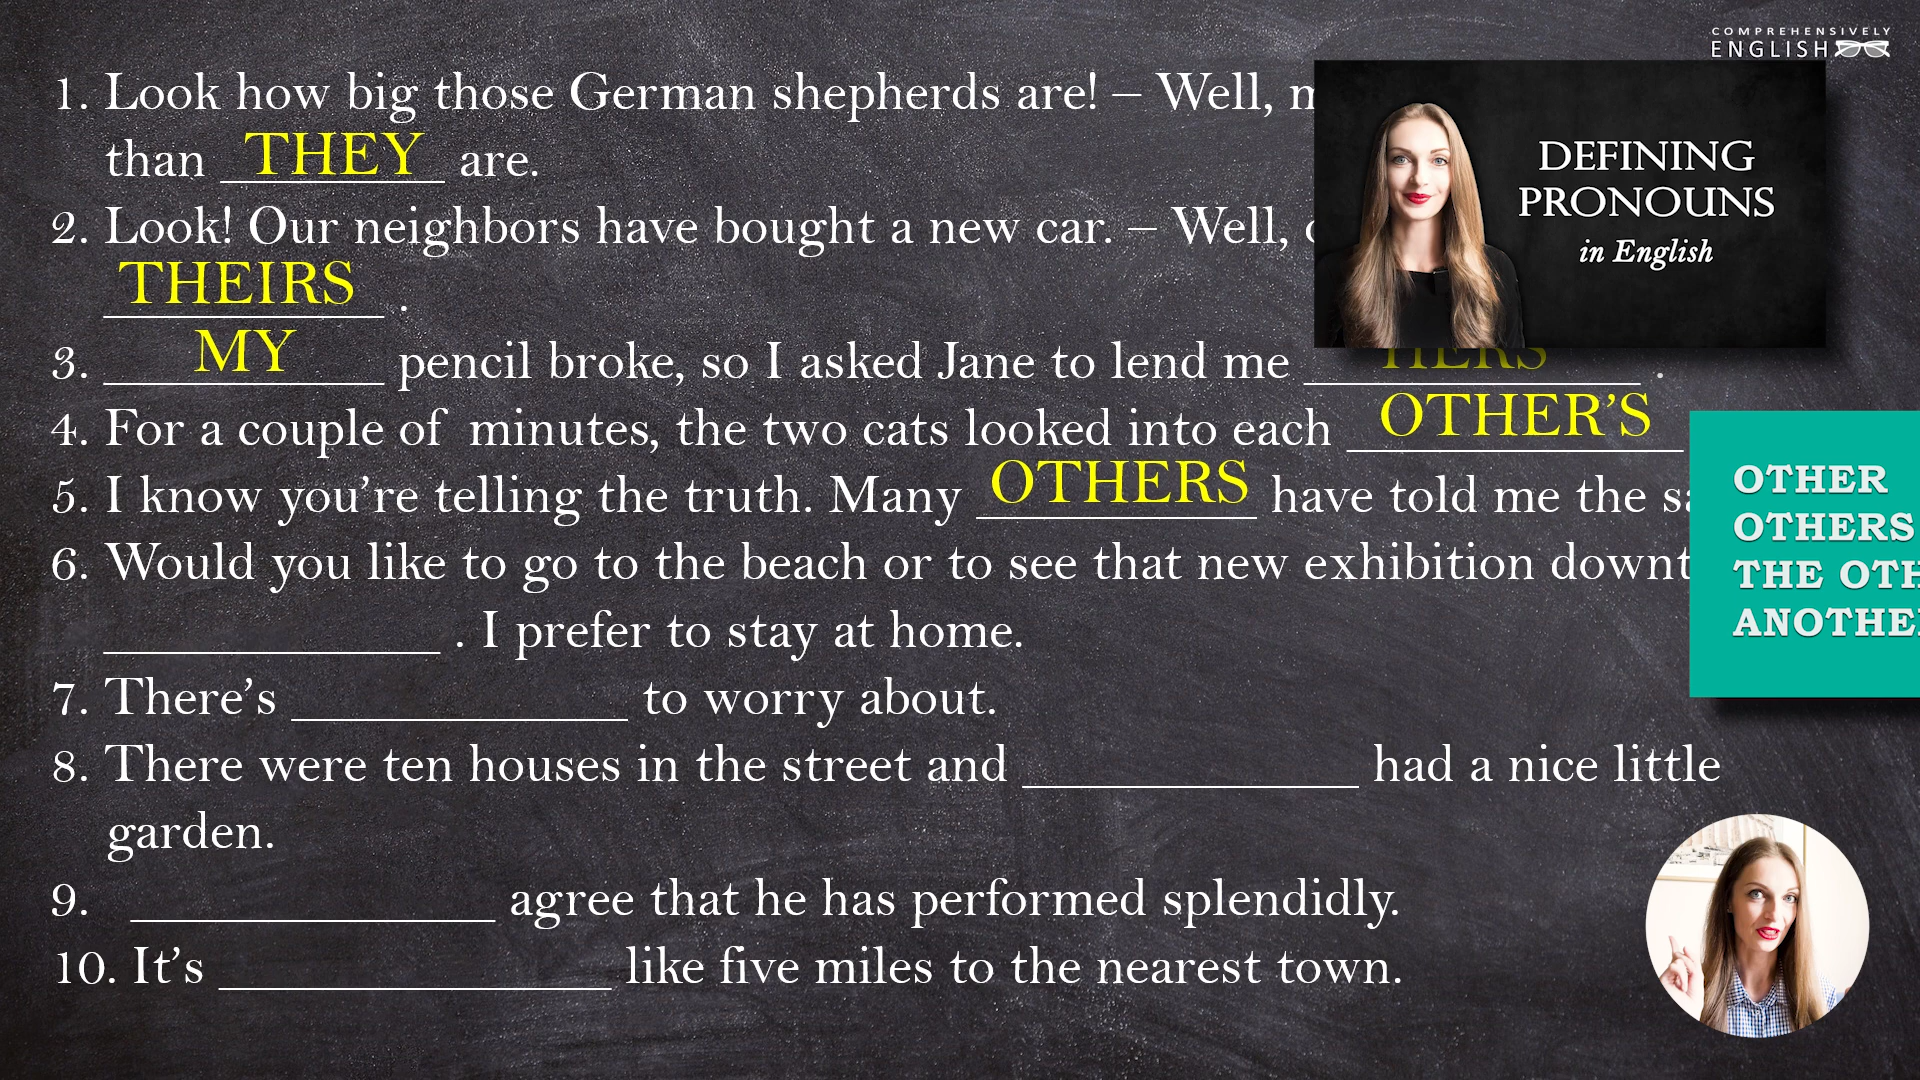 COMPREHENSIVELY
ENGLISH
1. Look how big those German shepherds are! – Well,
than THEY are.
2. Look! Our neighbors have bought a new car. – Well,
THEIRS .
3. MY pencil broke, so I asked Jane to lend me HERS .
4. For a couple of minutes, the two cats looked into each OTHER’S
5. I know you’re telling the truth. Many OTHERS have told me the
6. Would you like to go to the beach or to see that new exhibition
. I prefer to stay at home.
7. There’s to worry about.
8. There were ten houses in the street and had a nice little
garden.
9. agree that he has performed splendidly.
10. It’s like five miles to the nearest town.
DEFINING
PRONOUNS
in English
OTHER
OTHERS
THE